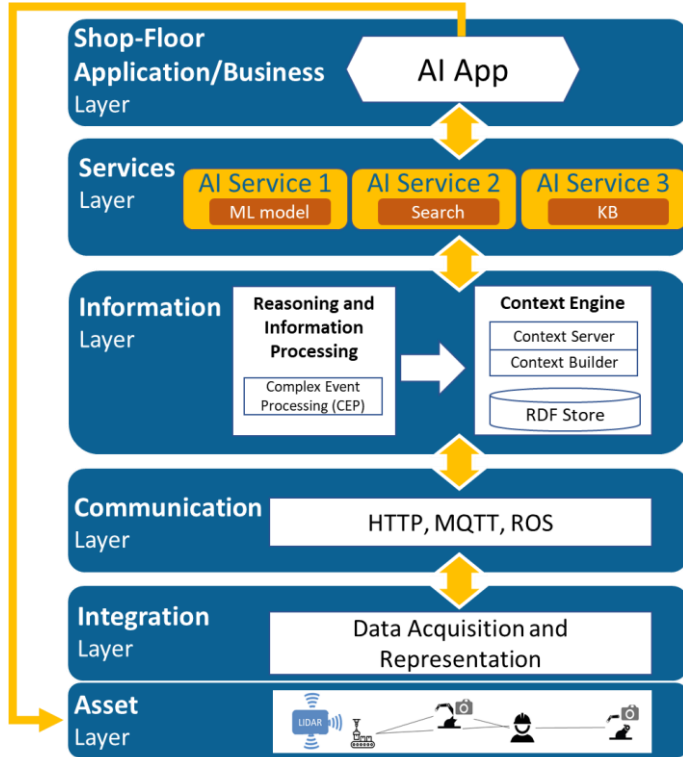 Shop-Floor
Application/Business
Layer
AI App
Services
Layer
AI Service 1
ML model
AI Service 2
Search
AI Service 3
KB
Information
Layer
Reasoning and
Information
Processing
Complex Event
Processing (CEP)
Context Engine
Context Server
Context Builder
RDF Store
Communication
Layer
HTTP, MQTT, ROS
Integration
Layer
Data Acquisition and
Representation
Asset
Layer
LIDAR